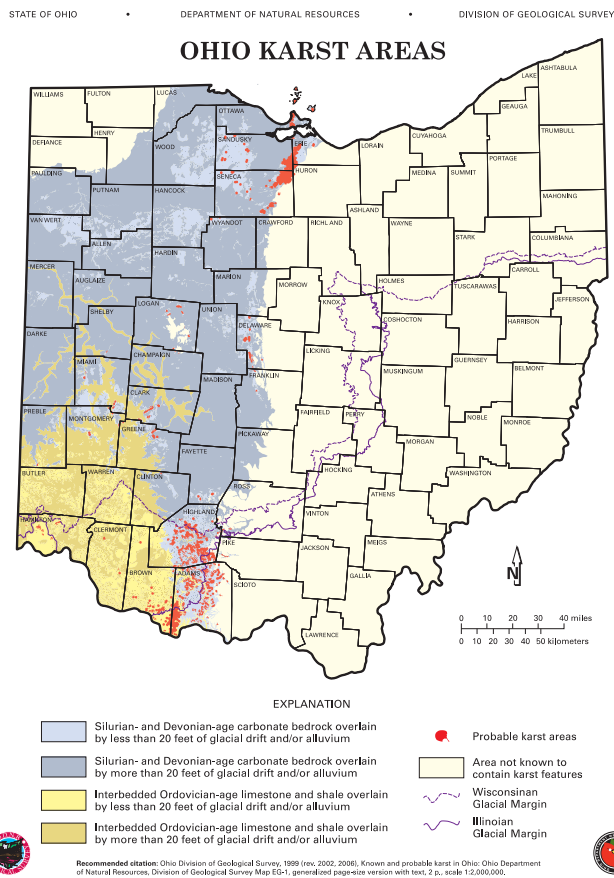 STATE OF OHIO • DEPARTMENT OF NATURAL RESOURCES • DIVISION OF GEOLOGICAL SURVEY
OHIO KARST AREAS
WILLIAMS
FULTON
LUCAS
OTTAWA
LAKE
ASHTABULA
GEAUGA
HENRY
DEFIANCE
WOOD
SANDUSKY
ERIE
LORAIN
CUYAHOGA
TRUMBULL
PAULDING
PUTNAM
HANCOCK
SENECA
HURON
MEDINA
SUMMIT
PORTAGE
MAHONING
VAN WERT
ALLEN
WYANDOT
CRAWFORD
RICHLAND
ASHLAND
WAYNE
STARK
COLUMBIANA
HARDIN
MERCER
AUGLAIZE
MARION
MORROW
HOLMES
TUSCARAWAS
CARROLL
JEFFERSON
LOGAN
UNION
KNOX
SHELBY
DELAWARE
COSHOCTON
HARRISON
DARKE
MIAMI
CHAMPAIGN
LICKING
GUERNSEY
BELMONT
CLARK
MADISON
FRANKLIN
MUSKINGUM
PREBLE
MONTGOMERY
GREENE
FAIRFIELD
PERRY
NOBLE
MONROE
PICKAWAY
MORGAN
FAYETTE
BUTLER
WARREN
CLINTON
HOCKING
WASHINGTON
ROSS
ATHENS
HIGHLAND
VINTON
HAMILTON
CLERMONT
PIKE
JACKSON
MEIGS
BROWN
ADAMS
SCIOTO
GALLIA
LAWRENCE
N
0 10 20 30 40 miles
0 10 20 30 40 50 kilometers
EXPLANATION
Silurian- and Devonian-age carbonate bedrock overlain
by less than 20 feet of glacial drift and/or alluvium
Silurian- and Devonian-age carbonate bedrock overlain
by more than 20 feet of glacial drift and/or alluvium
Interbedded Ordovician-age limestone and shale overlain
by less than 20 feet of glacial drift and/or alluvium
Interbedded Ordovician-age limestone and shale overlain
by more than 20 feet of glacial drift and/or alluvium
Probable karst areas
Area not known to
contain karst features
Wisconsinan
Glacial Margin
Illinoian
Glacial Margin
Recommended citation: Ohio Division of Geological Survey, 1999 (rev. 2002, 2006), Known and probable karst in Ohio: Ohio Department
of Natural Resources, Division of Geological Survey Map EG-1, generalized page-size version with text, 2 p., scale 1:2,000,000.